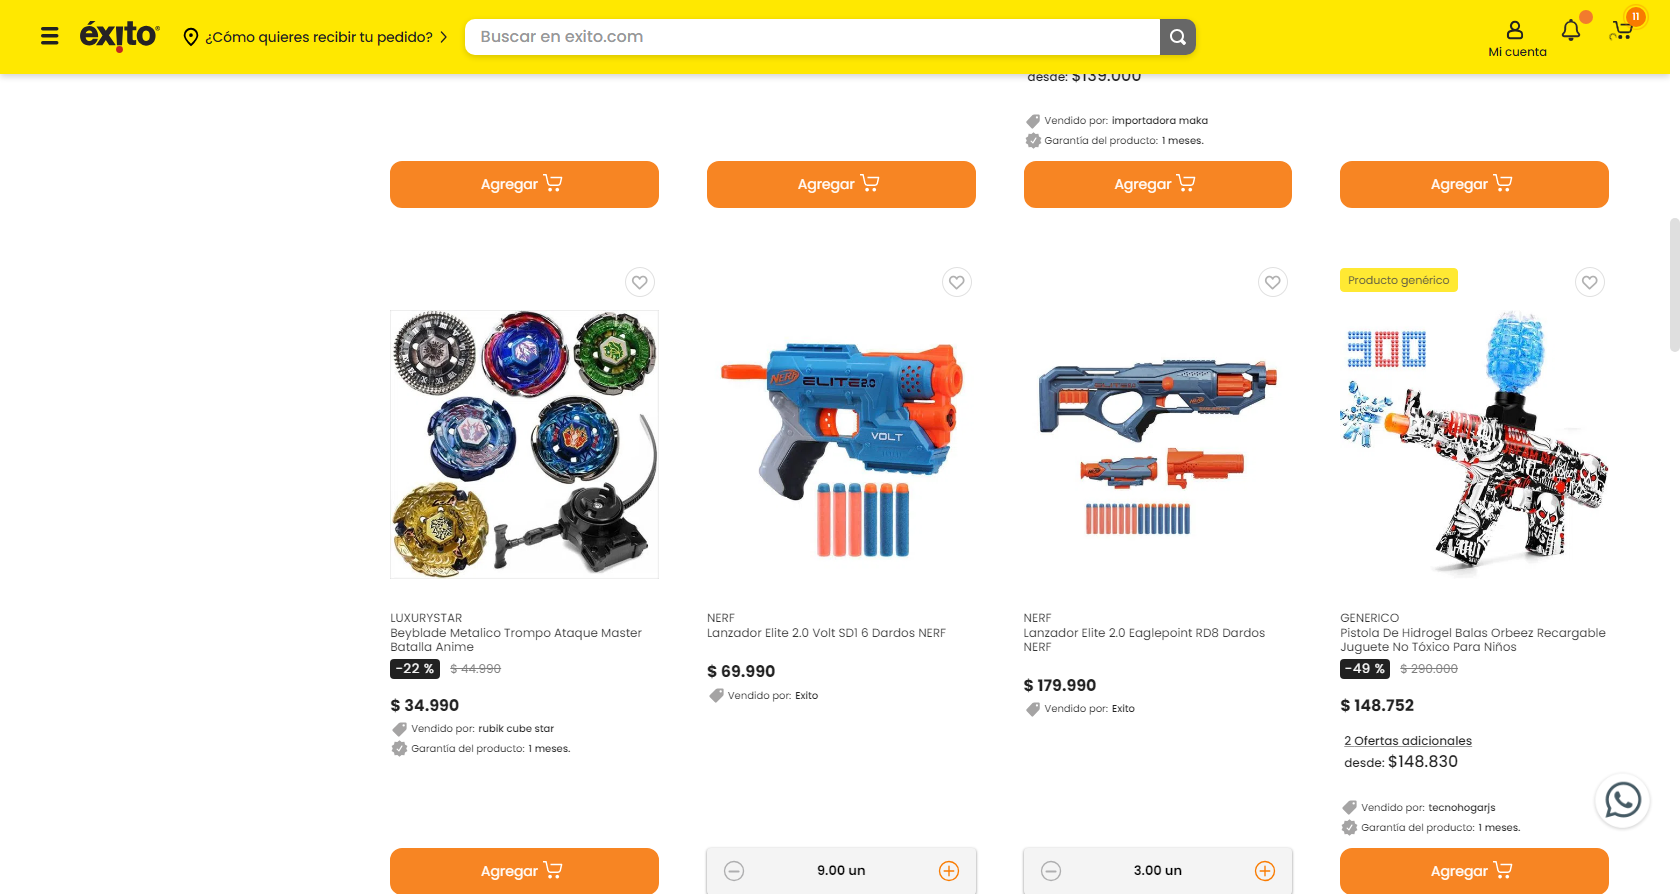 éxito
¿Cómo quieres recibir tu pedido?
Buscar en exito.com
Mi cuenta
11
desde: $139.000
Vendido por: importadora maka
Garantía del producto: 1 meses.
Agregar
Agregar
Agregar
Agregar
Producto genérico
300
NERF ELITE 2.0
VOLT
LUXURYSTAR
Beyblade Metalico Trompo Ataque Master
Batalla Anime
-22 % $ 44.990
$ 34.990
Vendido por: rubik cube star
Garantía del producto: 1 meses.
NERF
Lanzador Elite 2.0 Volt SD1 6 Dardos NERF
$ 69.990
Vendido por: Exito
NERF
Lanzador Elite 2.0 Eaglepoint RD8 Dardos
NERF
$ 179.990
Vendido por: Exito
GENERICO
Pistola De Hidrogel Balas Orbeez Recargable
Juguete No Tóxico Para Niños
-49 % $ 290.000
$ 148.752
2 Ofertas adicionales
desde: $148.830
Vendido por: tecnohogarjs
Garantía del producto: 1 meses.
Agregar
9.00 un
3.00 un
Agregar